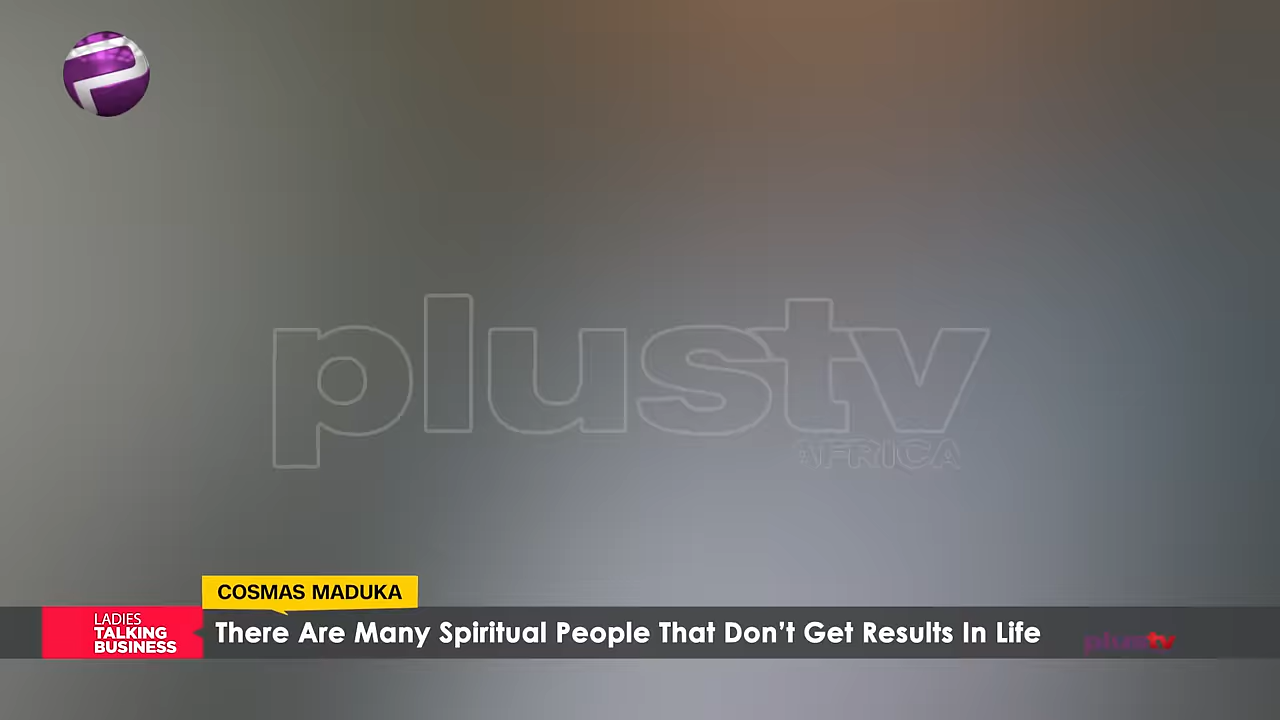 plustv
AFRICA
COSMAS MADUKA
LADIES
TALKING
BUSINESS
There Are Many Spiritual People That Don't Get Results In Life
plustv